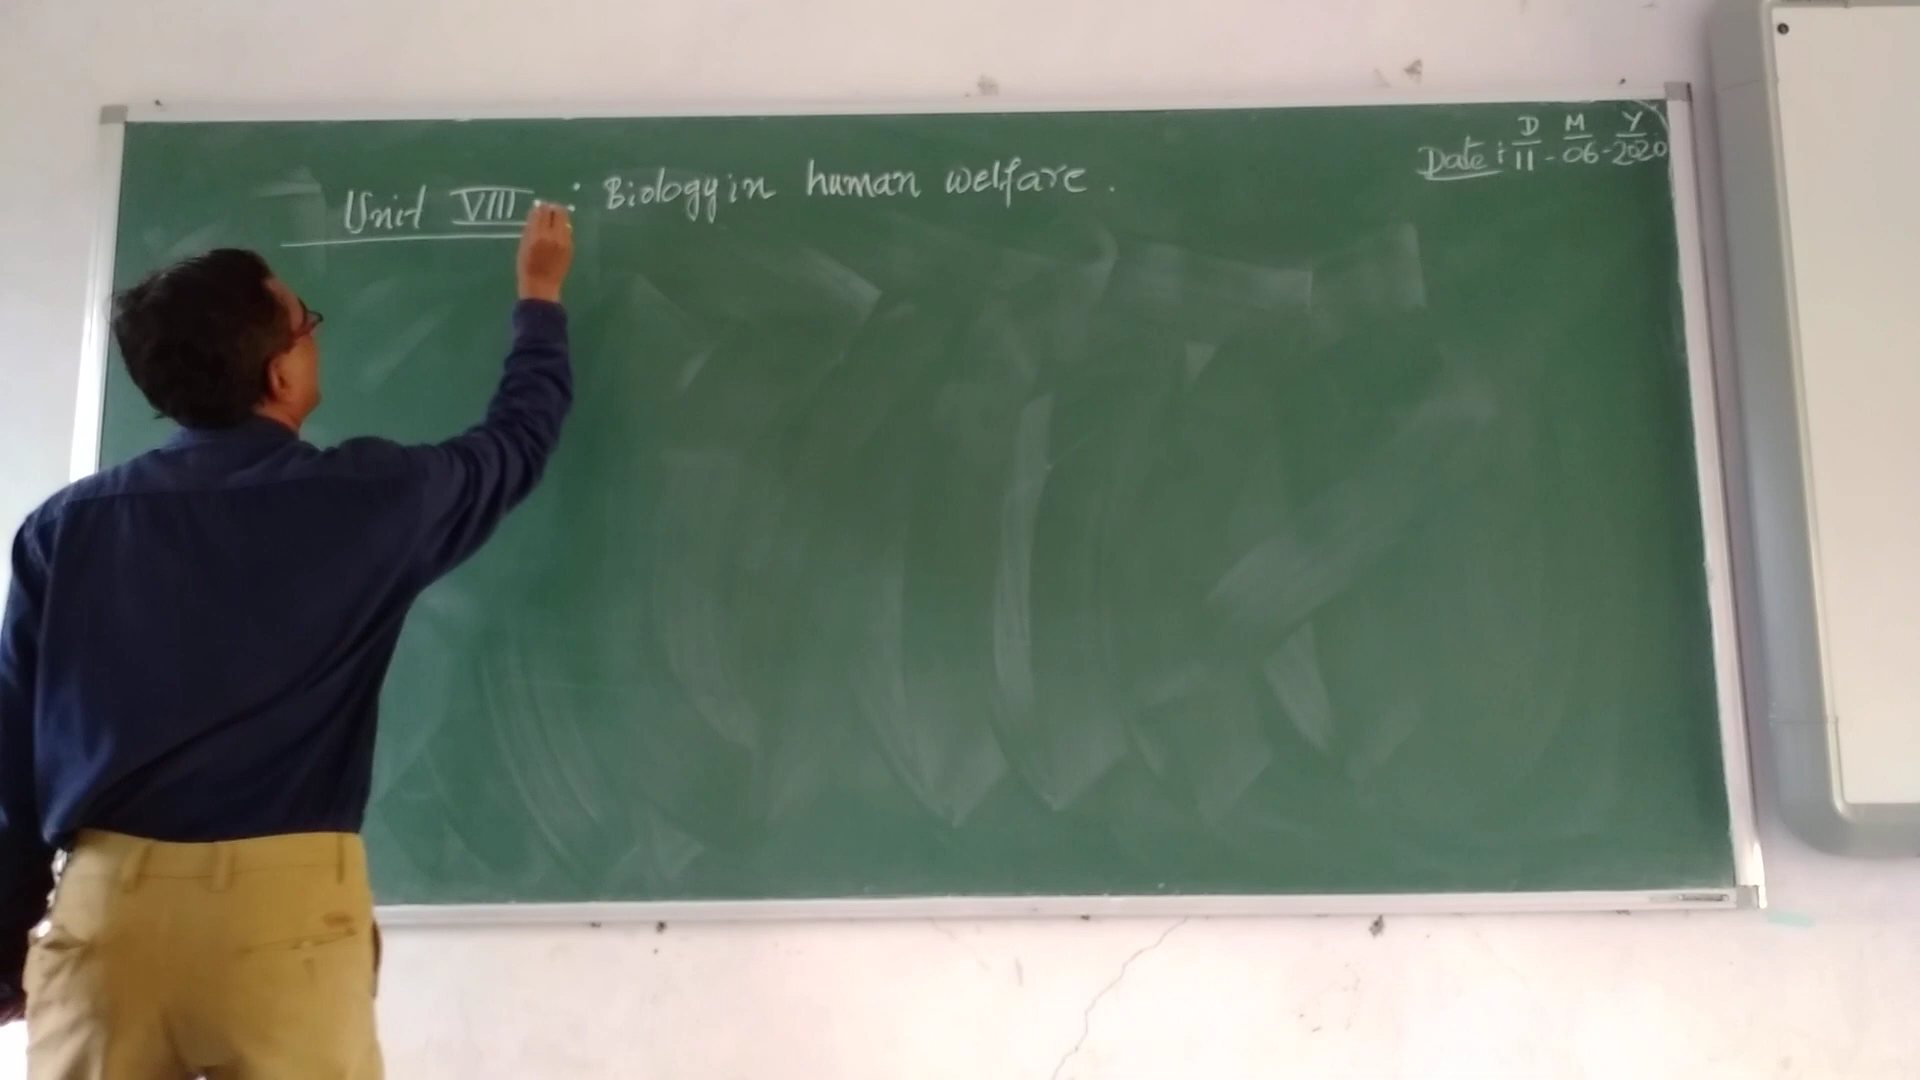 D M Y
Date : 11 - 06 - 2020
Unit VIII : Biology in human welfare .